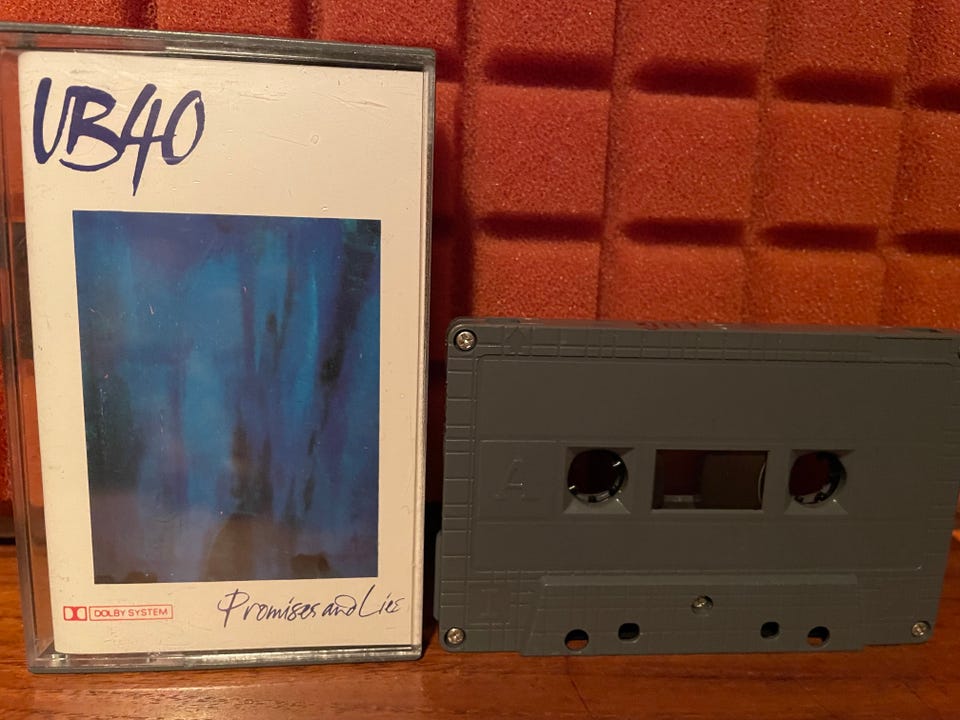 UB40
DOLBY SYSTEM
Promises and Lies
A